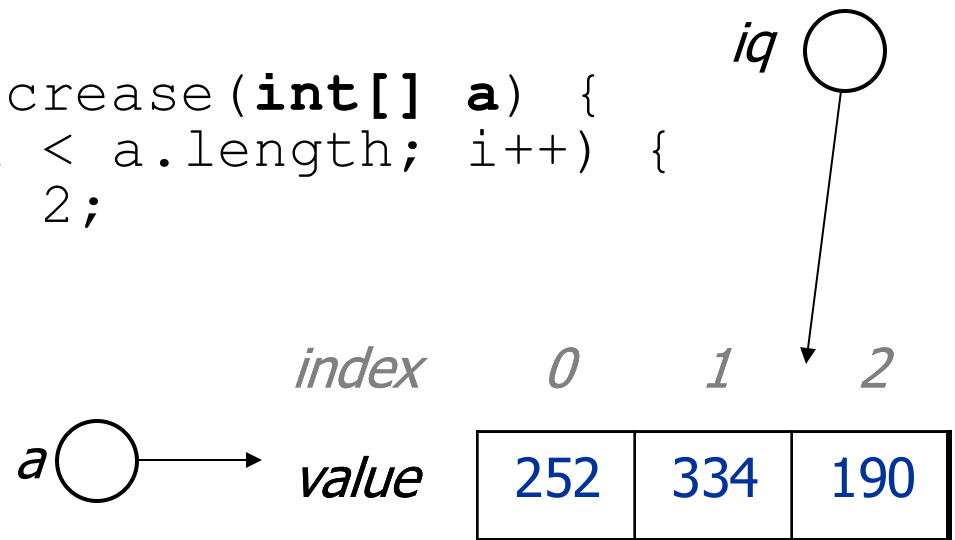 iq
crease(int[] a) {
< a.length; i++) {
2;
index 0 1 2
a value 252 334 190